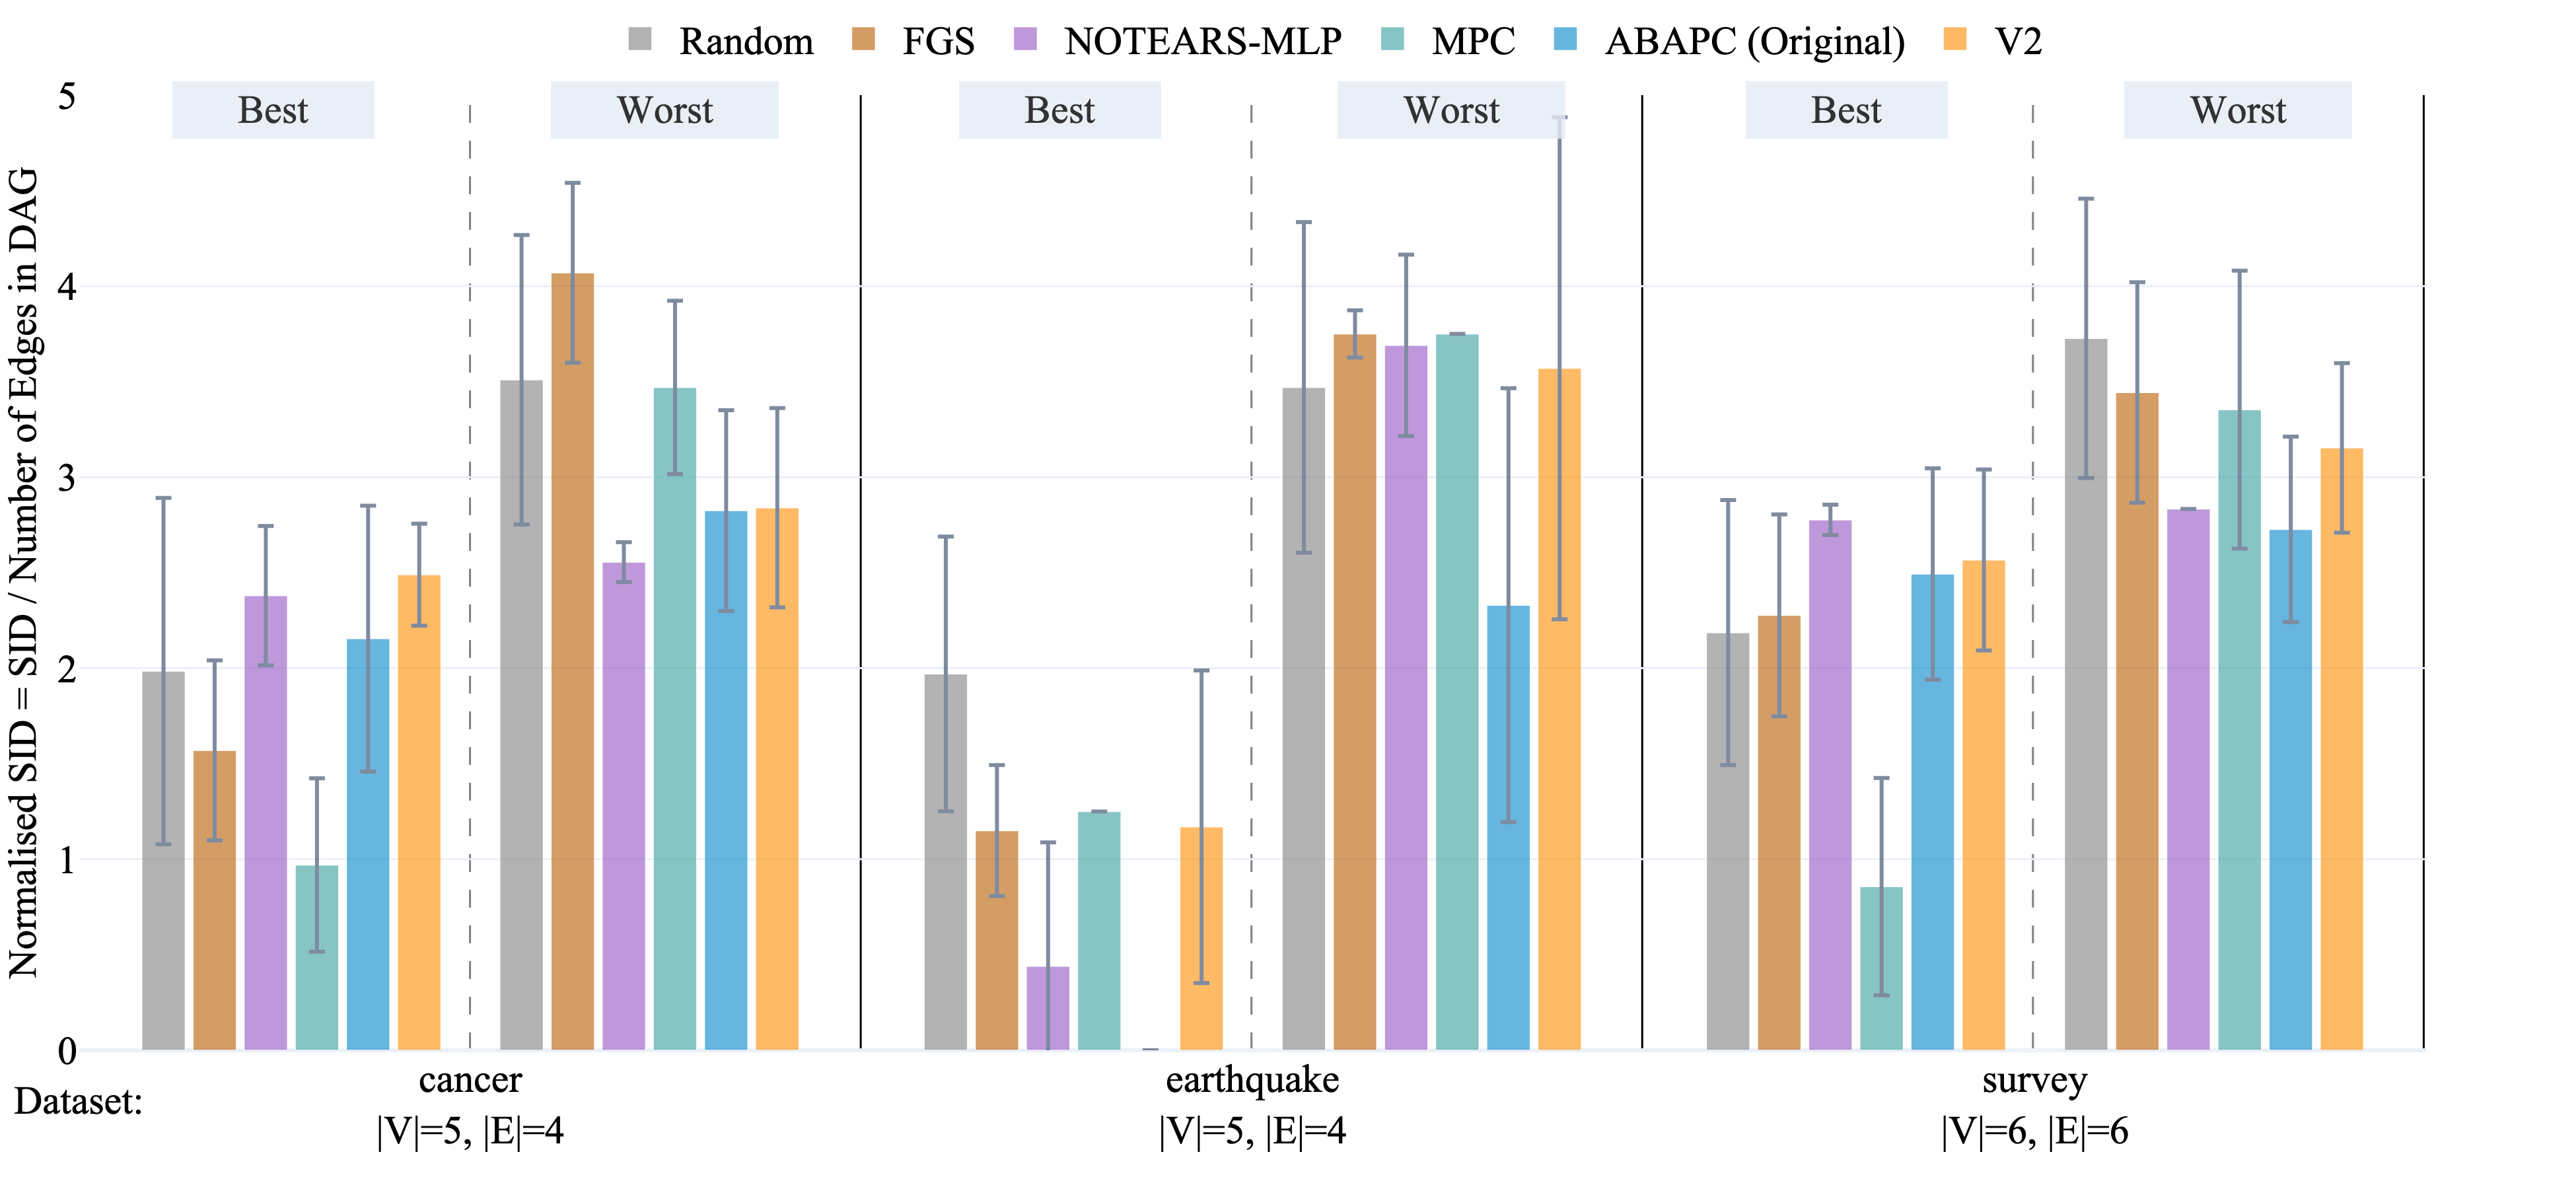 Random FGS NOTEARS-MLP MPC ABAPC (Original) V2
Best Worst Best Worst Best Worst
Normalised SID = SID / Number of Edges in DAG
5
4
3
2
1
0
Dataset:
cancer
|V|=5, |E|=4
earthquake
|V|=5, |E|=4
survey
|V|=6, |E|=6